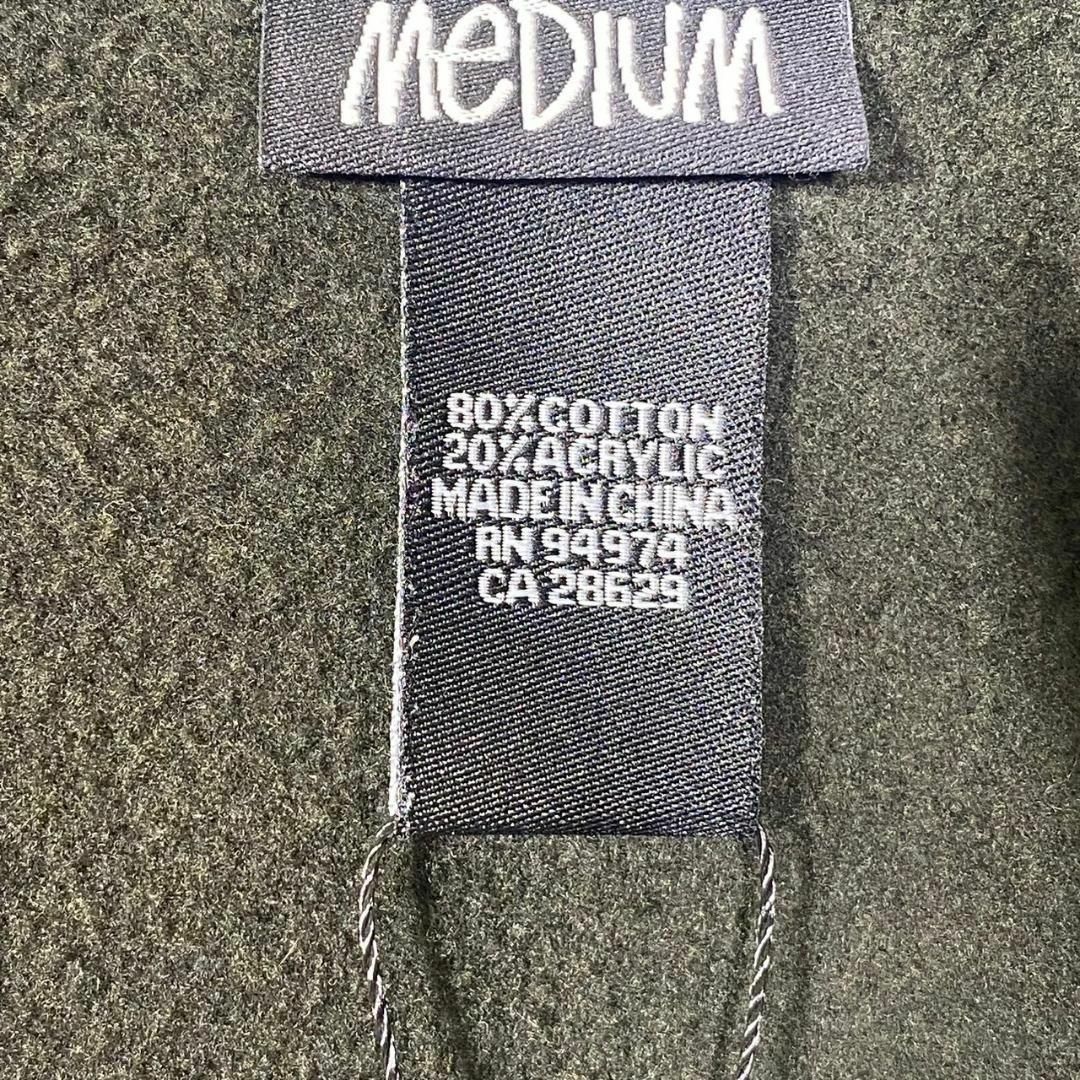 MeDIUM
80% COTTON
20% ACRYLIC
MADE IN CHINA
RN 94974
CA 28629